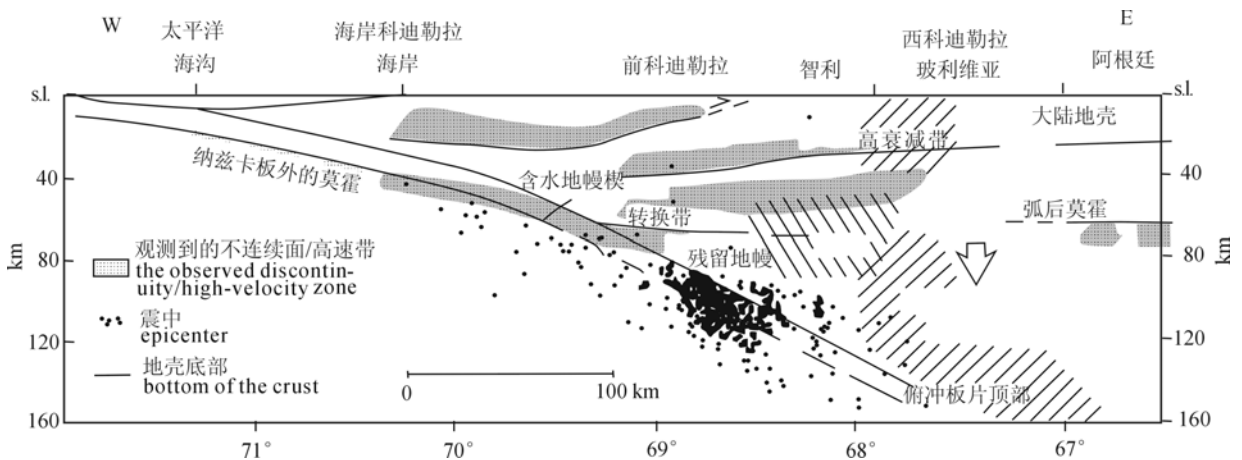 W
E
太平洋
海沟
海岸科迪勒拉
海岸
前科迪勒拉
智利
西科迪勒拉
玻利维亚
阿根廷
s.l.
s.l.
大陆地壳
高衰减带
纳兹卡板外的莫霍
含水地幔楔
40
40
转换带
弧后莫霍
观测到的不连续面/高速带
the observed discontin-
uity/high-velocity zone
残留地幔
km
km
80
80
震中
epicenter
120
120
地壳底部
bottom of the crust
0
100 km
俯冲板片顶部
160
160
71°
70°
69°
68°
67°